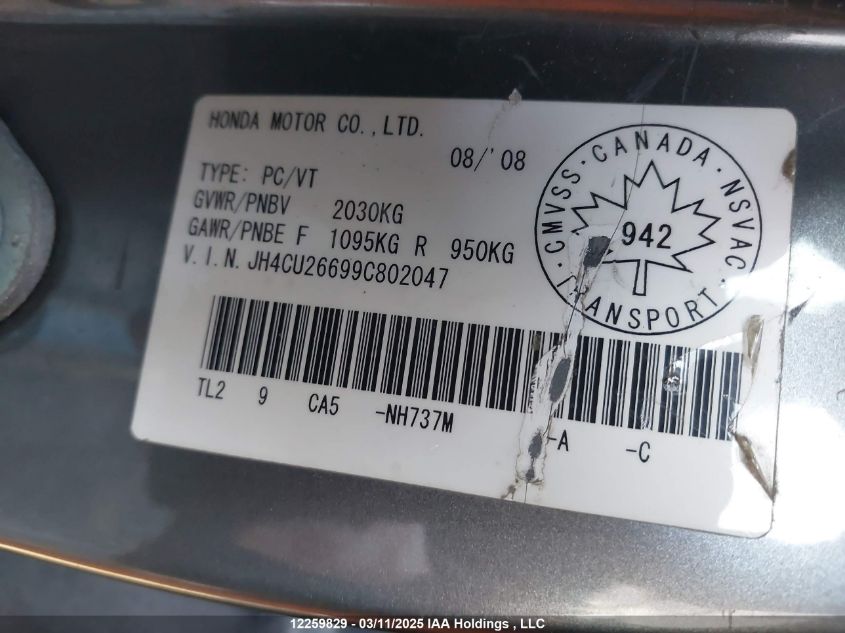 HONDA MOTOR CO.,LTD.
08/'08
TYPE: PC/VT
GVWR/PNBV 2030KG
GAWR/PNBE F 1095KG R 950KG
V.I.N. JH4CU26699C802047
CANADA · NSVAC · TRANSPORT · CMVSS ·
942
TL2 9 CA5 -NH737M -A -C
12259829 - 03/11/2025 IAA Holdings , LLC